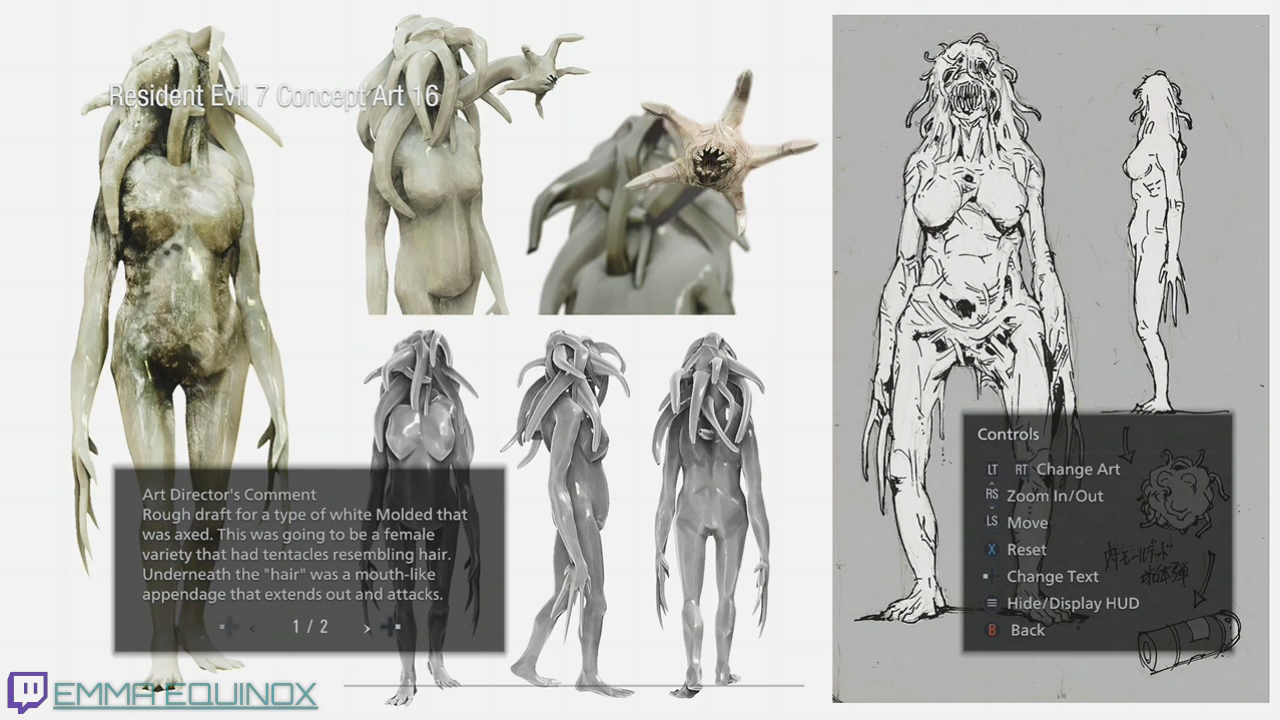 Resident Evil 7 Concept Art 16
Art Director's Comment
Rough draft for a type of white Molded that
was axed. This was going to be a female
variety that had tentacles resembling hair.
Underneath the "hair" was a mouth-like
appendage that extends out and attacks.
1 / 2
Controls
LT RT Change Art
RS Zoom In/Out
LS Move
X Reset
Change Text
Hide/Display HUD
B Back
EMMA EQUINOX